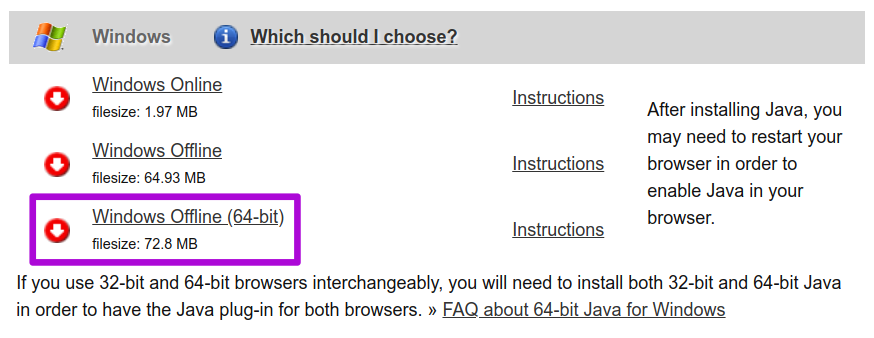 Windows Which should I choose?
Windows Online
filesize: 1.97 MB
Instructions
Windows Offline
filesize: 64.93 MB
Instructions
Windows Offline (64-bit)
filesize: 72.8 MB
Instructions
After installing Java, you
may need to restart your
browser in order to
enable Java in your
browser.
If you use 32-bit and 64-bit browsers interchangeably, you will need to install both 32-bit and 64-bit Java
in order to have the Java plug-in for both browsers. » FAQ about 64-bit Java for Windows